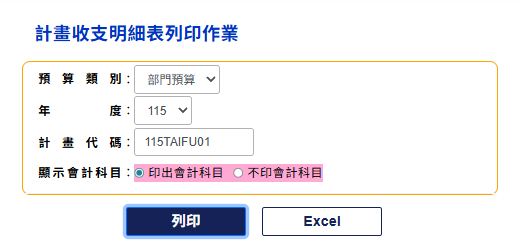 計畫收支明細表列印作業
預算類別： 部門預算
年度： 115
計畫代碼： 115TAIFU01
顯示會計科目： 印出會計科目 不印會計科目
列印 Excel